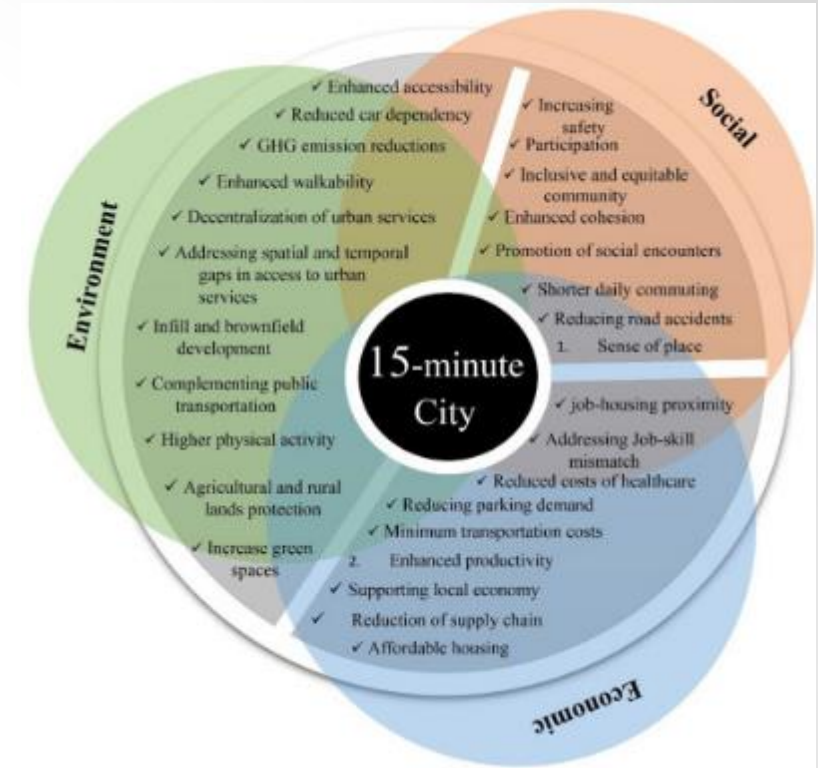 Environment
✓ Enhanced accessibility
✓ Reduced car dependency
✓ GHG emission reductions
✓ Enhanced walkability
✓ Decentralization of urban services
✓ Addressing spatial and temporal
gaps in access to urban
services
✓ Infill and brownfield
development
✓ Complementing public
transportation
✓ Higher physical activity
✓ Agricultural and rural
lands protection
✓ Increase green
spaces
Social
✓ Increasing
safety
✓ Participation
✓ Inclusive and equitable
community
✓ Enhanced cohesion
✓ Promotion of social encounters
✓ Shorter daily commuting
✓ Reducing road accidents
1. Sense of place
15-minute
City
✓ job-housing proximity
✓ Addressing Job-skill
mismatch
✓ Reduced costs of healthcare
✓ Reducing parking demand
✓ Minimum transportation costs
2. Enhanced productivity
✓ Supporting local economy
✓ Reduction of supply chain
✓ Affordable housing
Economic